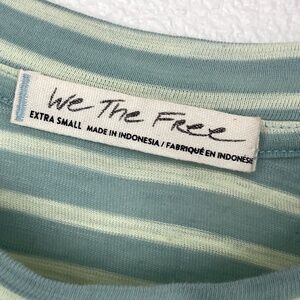 We The Free
EXTRA SMALL MADE IN INDONESIA / FABRIQUÉ EN INDONÉSIE